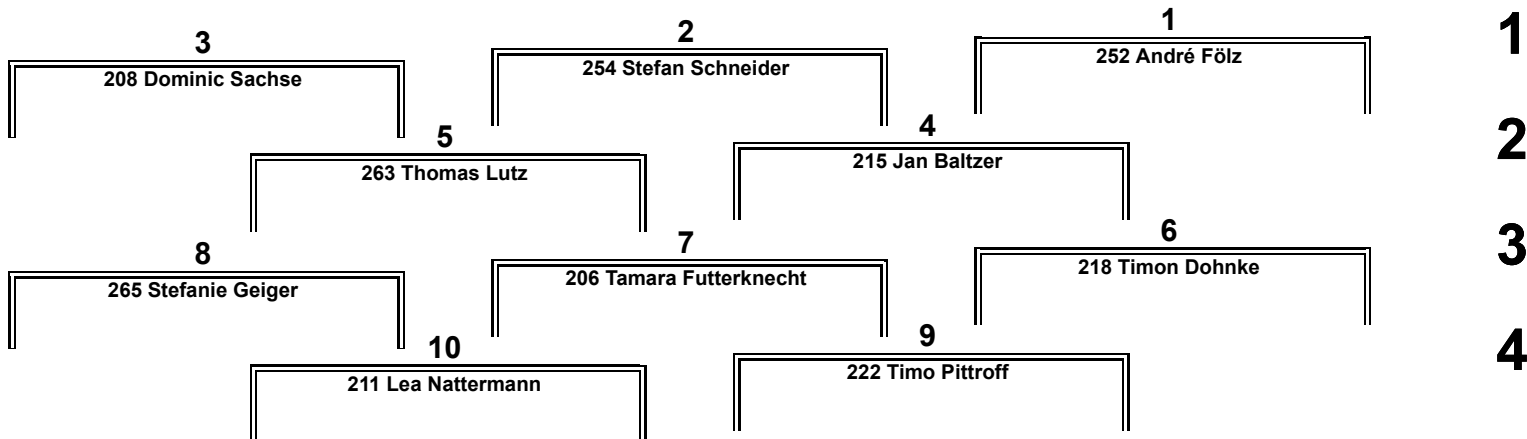 3
208 Dominic Sachse
2
254 Stefan Schneider
1
252 André Fölz
1
5
263 Thomas Lutz
4
215 Jan Baltzer
2
8
265 Stefanie Geiger
7
206 Tamara Futterknecht
6
218 Timon Dohnke
3
10
211 Lea Nattermann
9
222 Timo Pittroff
4